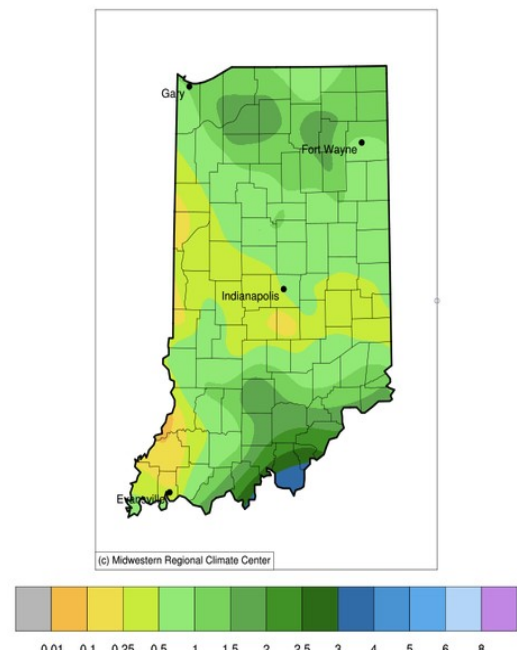 Gary
Fort Wayne
Indianapolis
Evansville
(c) Midwestern Regional Climate Center
0.01 0.1 0.25 0.5 1 1.5 2 2.5 3 4 5 6 8